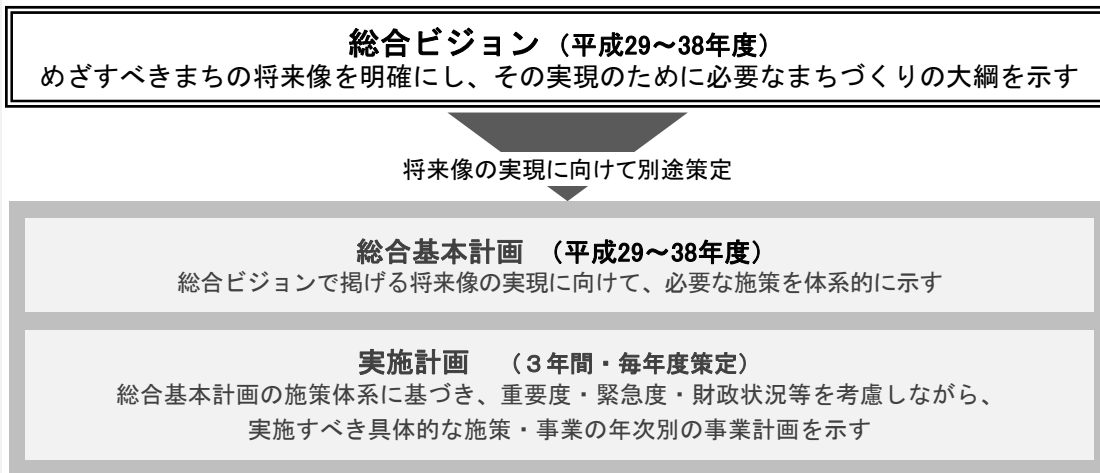 総合ビジョン（平成29～38年度）
めざすべきまちの将来像を明確にし、その実現のために必要なまちづくりの大綱を示す
将来像の実現に向けて別途策定
総合基本計画　（平成29～38年度）
総合ビジョンで掲げる将来像の実現に向けて、必要な施策を体系的に示す
実施計画　（３年間・毎年度策定）
総合基本計画の施策体系に基づき、重要度・緊急度・財政状況等を考慮しながら、
実施すべき具体的な施策・事業の年次別の事業計画を示す